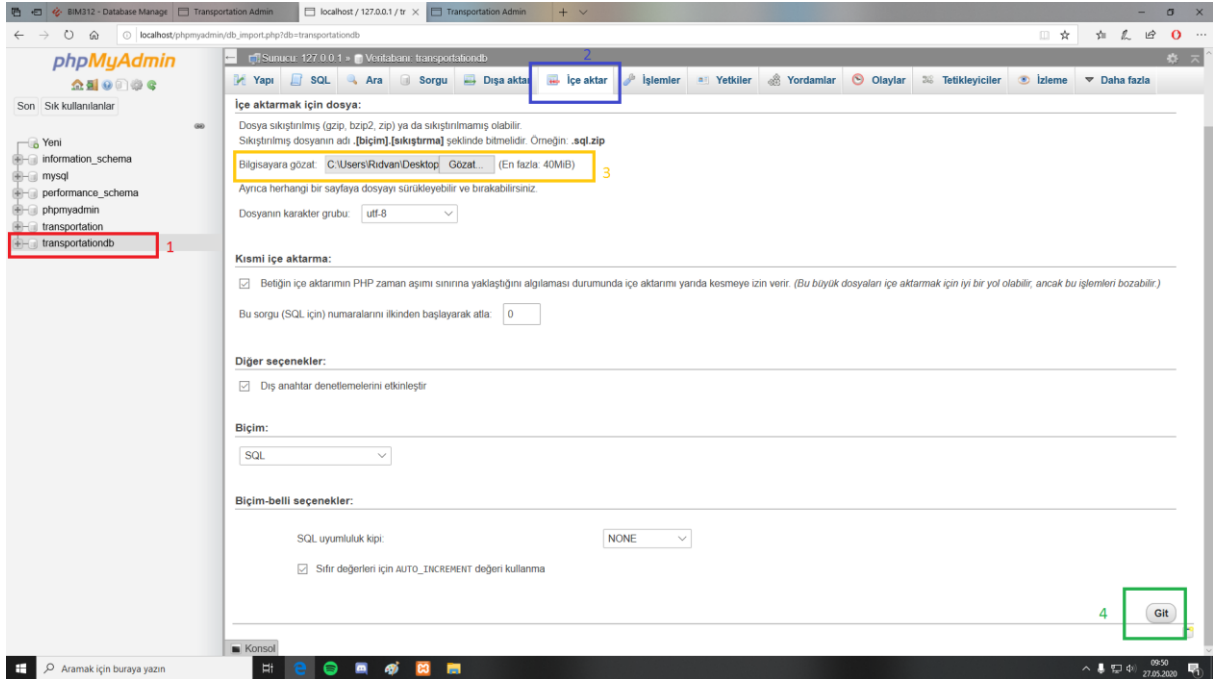 BIM312 - Database Manage
Transportation Admin
localhost / 127.0.0.1 / tr
Transportation Admin
localhost/phpmyadmin/db_import.php?db=transportationdb
phpMyAdmin
Son Sık kullanılanlar
Yeni
information_schema
mysql
performance_schema
phpmyadmin
transportation
transportationdb
1
Sunucu: 127.0.0.1 » Veritabanı: transportationdb
2
Yapı SQL Ara Sorgu Dışa aktar İçe aktar İşlemler Yetkiler Yordamlar Olaylar Tetikleyiciler İzleme Daha fazla
İçe aktarmak için dosya:
Dosya sıkıştırılmış (gzip, bzip2, zip) ya da sıkıştırılmamış olabilir.
Sıkıştırılmış dosyanın adı .[biçim].[sıkıştırma] şeklinde bitmelidir. Örneğin: .sql.zip
Bilgisayara gözat: C:\Users\Rıdvan\Desktop Gözat... (En fazla: 40MiB)
3
Ayrıca herhangi bir sayfaya dosyayı sürükleyebilir ve bırakabilirsiniz.
Dosyanın karakter grubu: utf-8
Kısmi içe aktarma:
Betiğin içe aktarımın PHP zaman aşımı sınırına yaklaştığını algılaması durumunda içe aktarımı yarıda kesmeye izin verir. (Bu büyük dosyaları içe aktarmak için iyi bir yol olabilir, ancak bu işlemleri bozabilir.)
Bu sorgu (SQL için) numaralarını ilkinden başlayarak atla: 0
Diğer seçenekler:
Dış anahtar denetlemelerini etkinleştir
Biçim:
SQL
Biçim-belli seçenekler:
SQL uyumluluk kipi: NONE
Sıfır değerleri için AUTO_INCREMENT değeri kullanma
4
Git
Konsol
Aramak için buraya yazın
09:50
27.05.2020